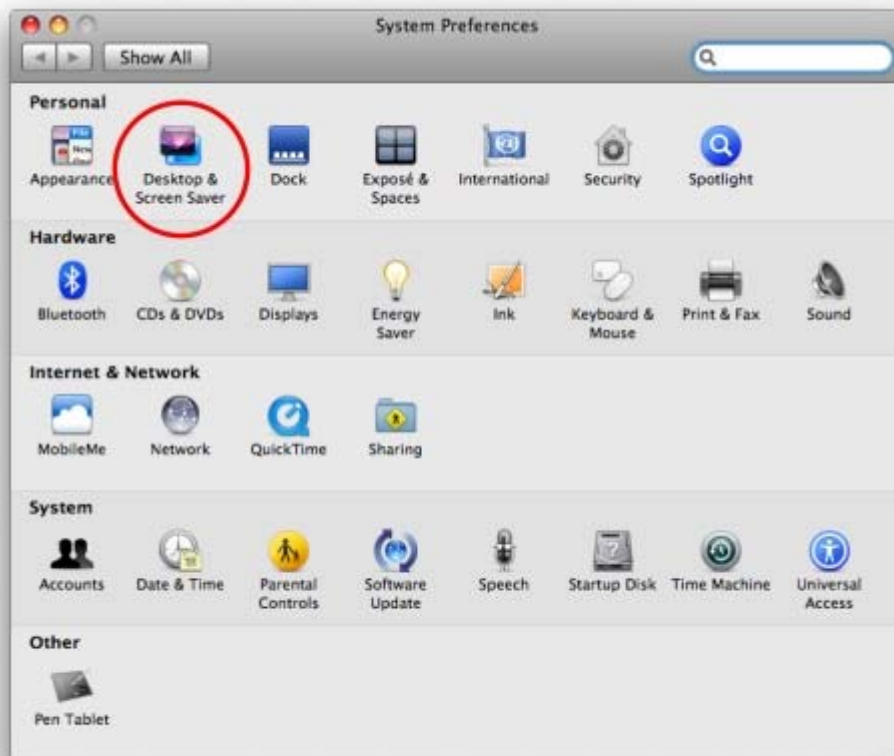 System Preferences
Show All
Personal
Appearance
Desktop &
Screen Saver
Dock
Exposé &
Spaces
International
Security
Spotlight
Hardware
Bluetooth
CDs & DVDs
Displays
Energy
Saver
Ink
Keyboard &
Mouse
Print & Fax
Sound
Internet & Network
MobileMe
Network
QuickTime
Sharing
System
Accounts
Date & Time
Parental
Controls
Software
Update
Speech
Startup Disk
Time Machine
Universal
Access
Other
Pen Tablet